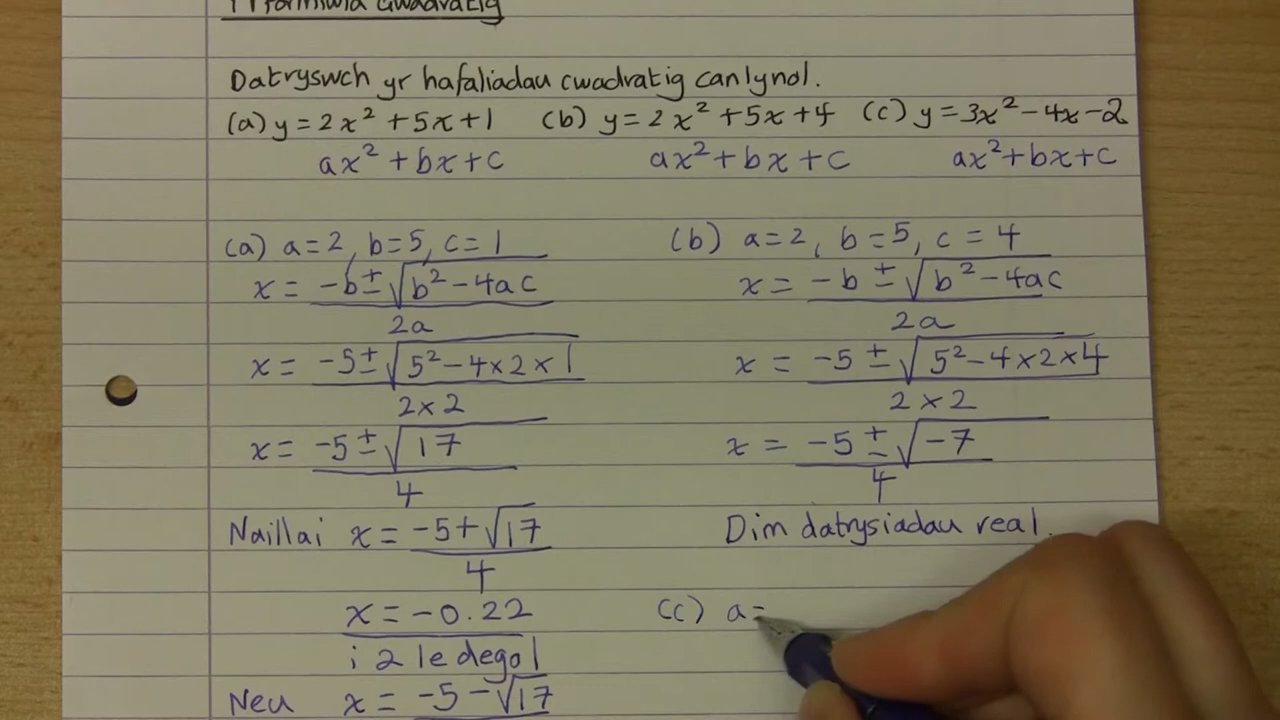 Y Fformiwla Cwadratig
Datryswch yr hafaliadau cwadratig canlynol.
(a) y = 2x² + 5x + 1 (b) y = 2x² + 5x + 4 (c) y = 3x² - 4x - 2
ax² + bx + c ax² + bx + c ax² + bx + c
(a) a = 2, b = 5, c = 1
x = -b ± √(b² - 4ac)
2a
x = -5 ± √(5² - 4 × 2 × 1)
2 × 2
x = -5 ± √17
4
Naillai x = -5 + √17
4
x = -0.22
i 2 le degol
Neu x = -5 - √17
(b) a = 2, b = 5, c = 4
x = -b ± √(b² - 4ac)
2a
x = -5 ± √(5² - 4 × 2 × 4)
2 × 2
x = -5 ± √-7
4
Dim datrysiadau real.
(c) a =